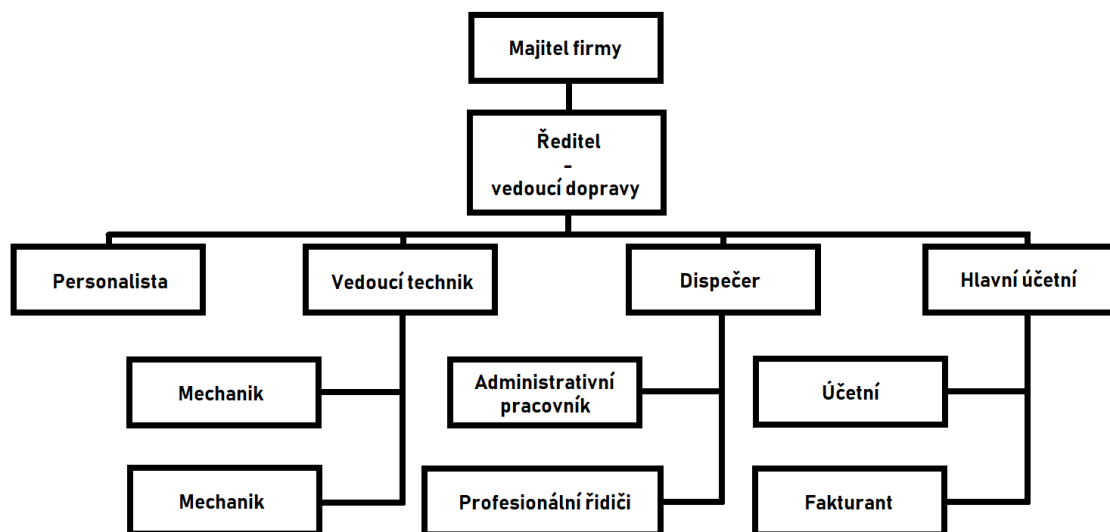 Majitel firmy
Ředitel
-
vedoucí dopravy
Personalista
Vedoucí technik
Dispečer
Hlavní účetní
Mechanik
Administrativní
pracovník
Účetní
Mechanik
Profesionální řidiči
Fakturant